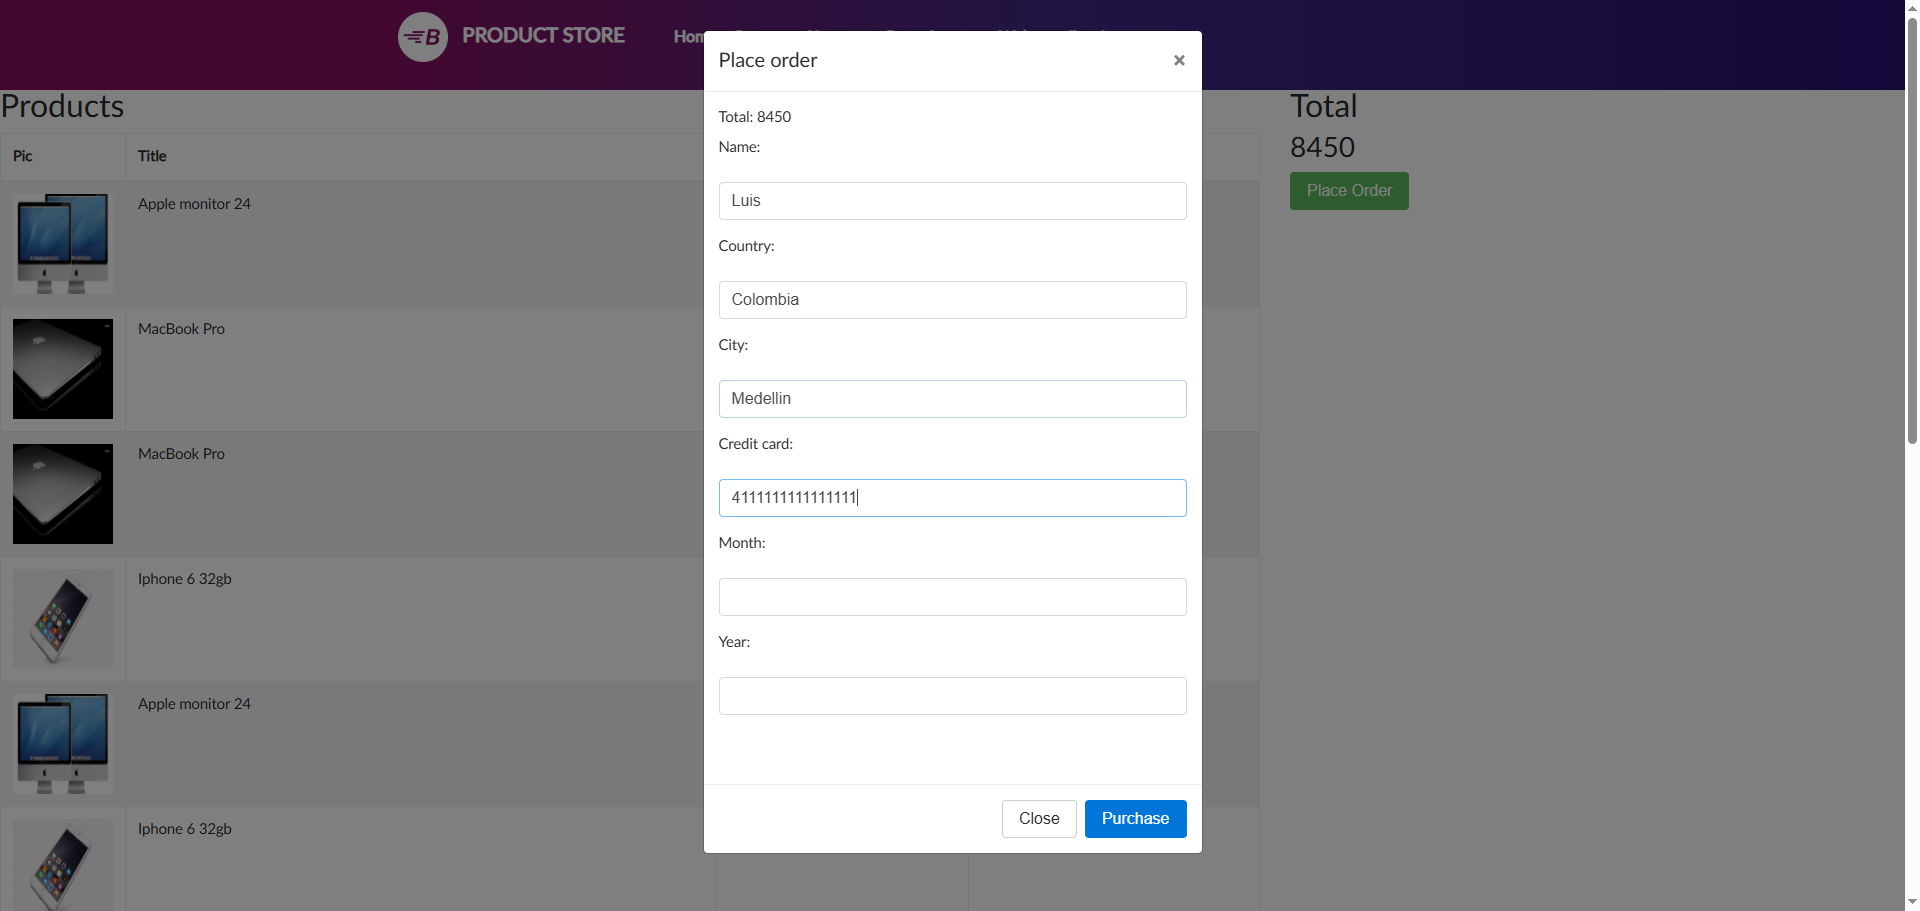 B PRODUCT STORE
Place order
×
Total: 8450
Name:
Luis
Country:
Colombia
City:
Medellin
Credit card:
4111111111111111
Month:
Year:
Close
Purchase
Products
Pic
Title
Apple monitor 24
MacBook Pro
MacBook Pro
Iphone 6 32gb
Apple monitor 24
Iphone 6 32gb
Total
8450
Place Order